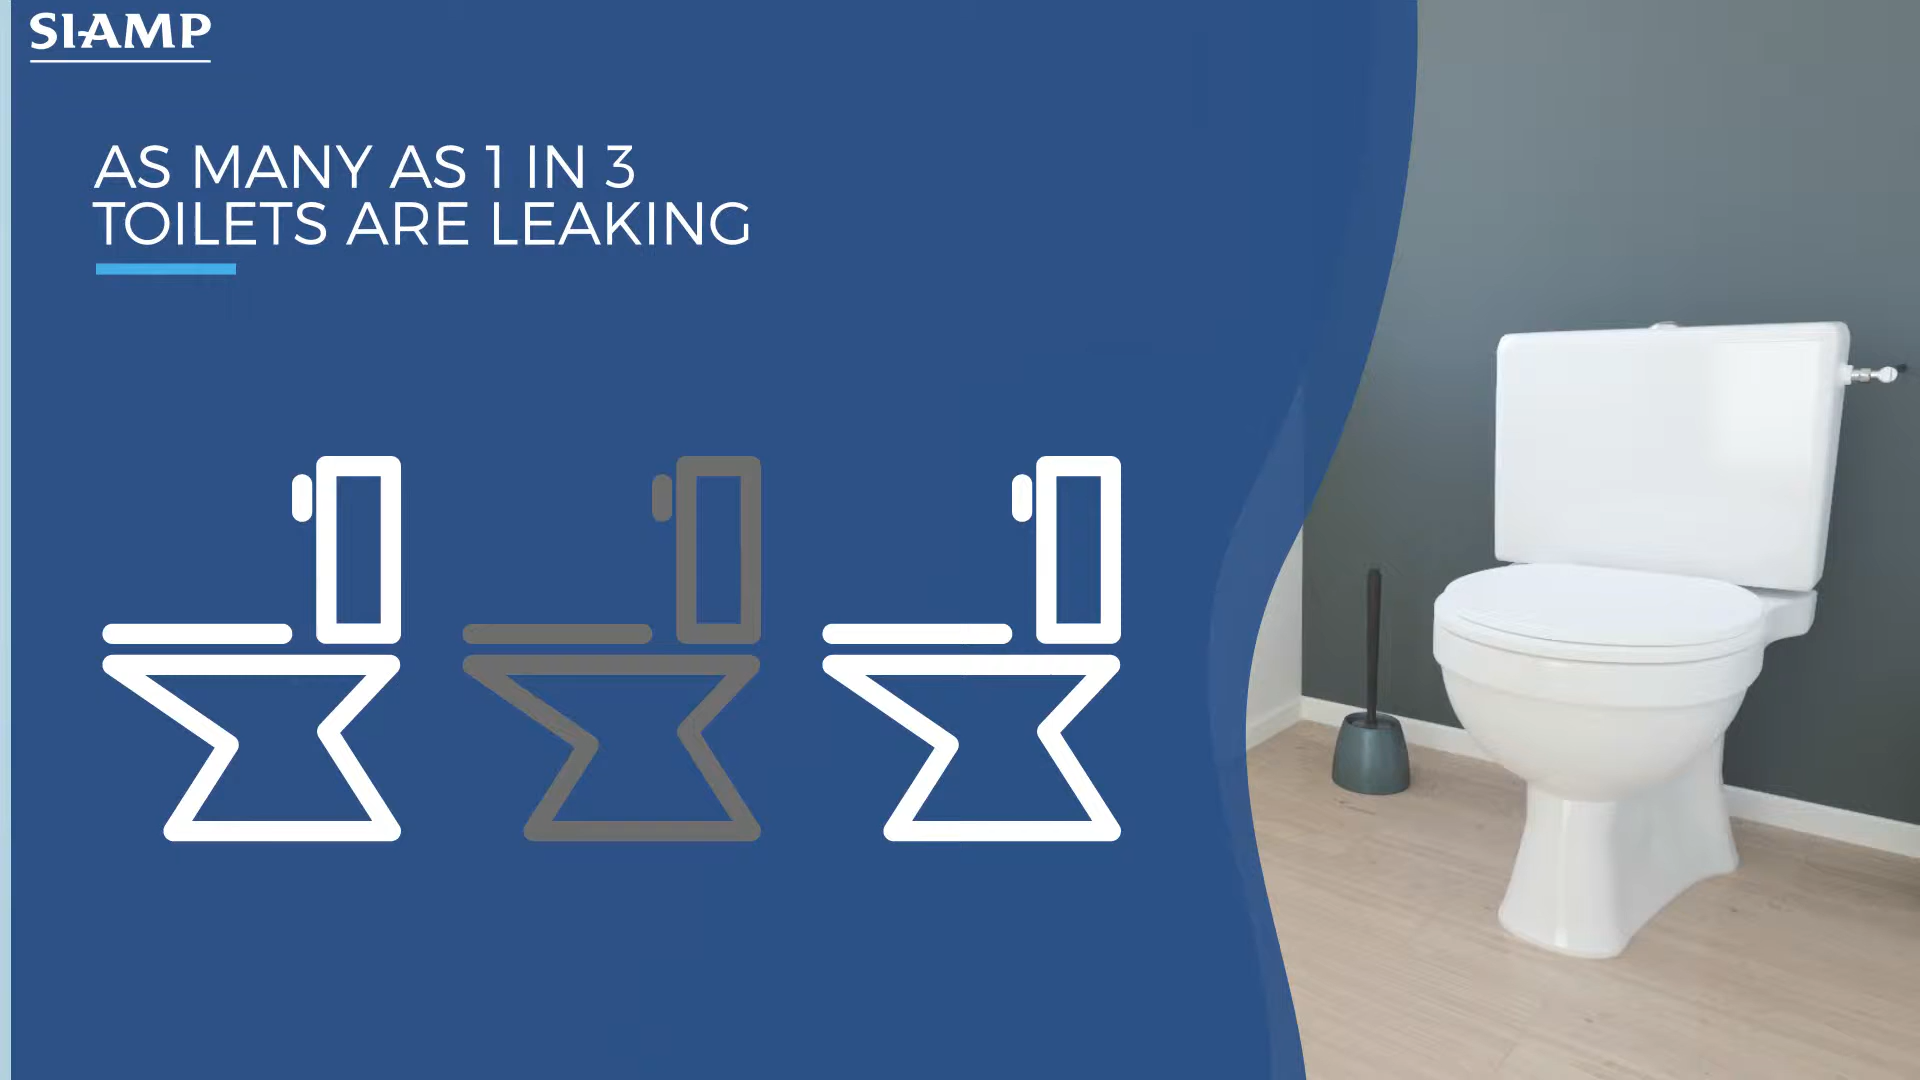 SIAMP
AS MANY AS 1 IN 3
TOILETS ARE LEAKING